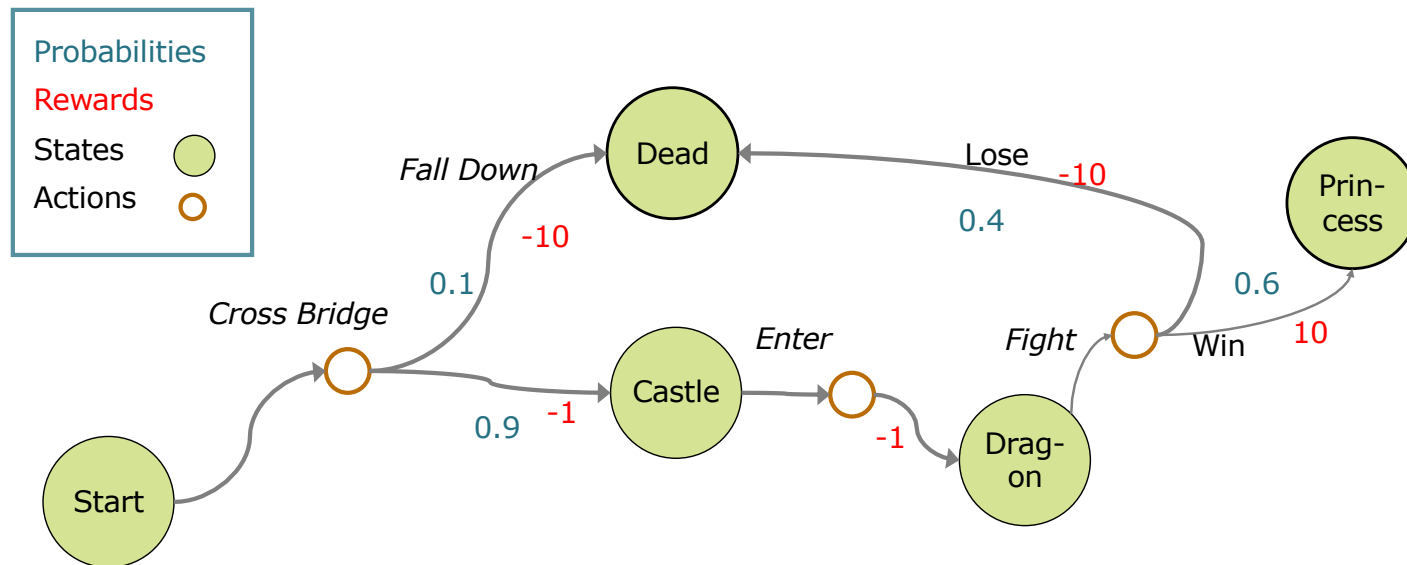 Probabilities
Rewards
States
Actions
Dead
Fall Down
-10
0.1
Cross Bridge
Lose
-10
0.4
Prin-
cess
0.6
10
Win
Fight
Enter
Castle
-1
0.9
-1
Drag-
on
Start